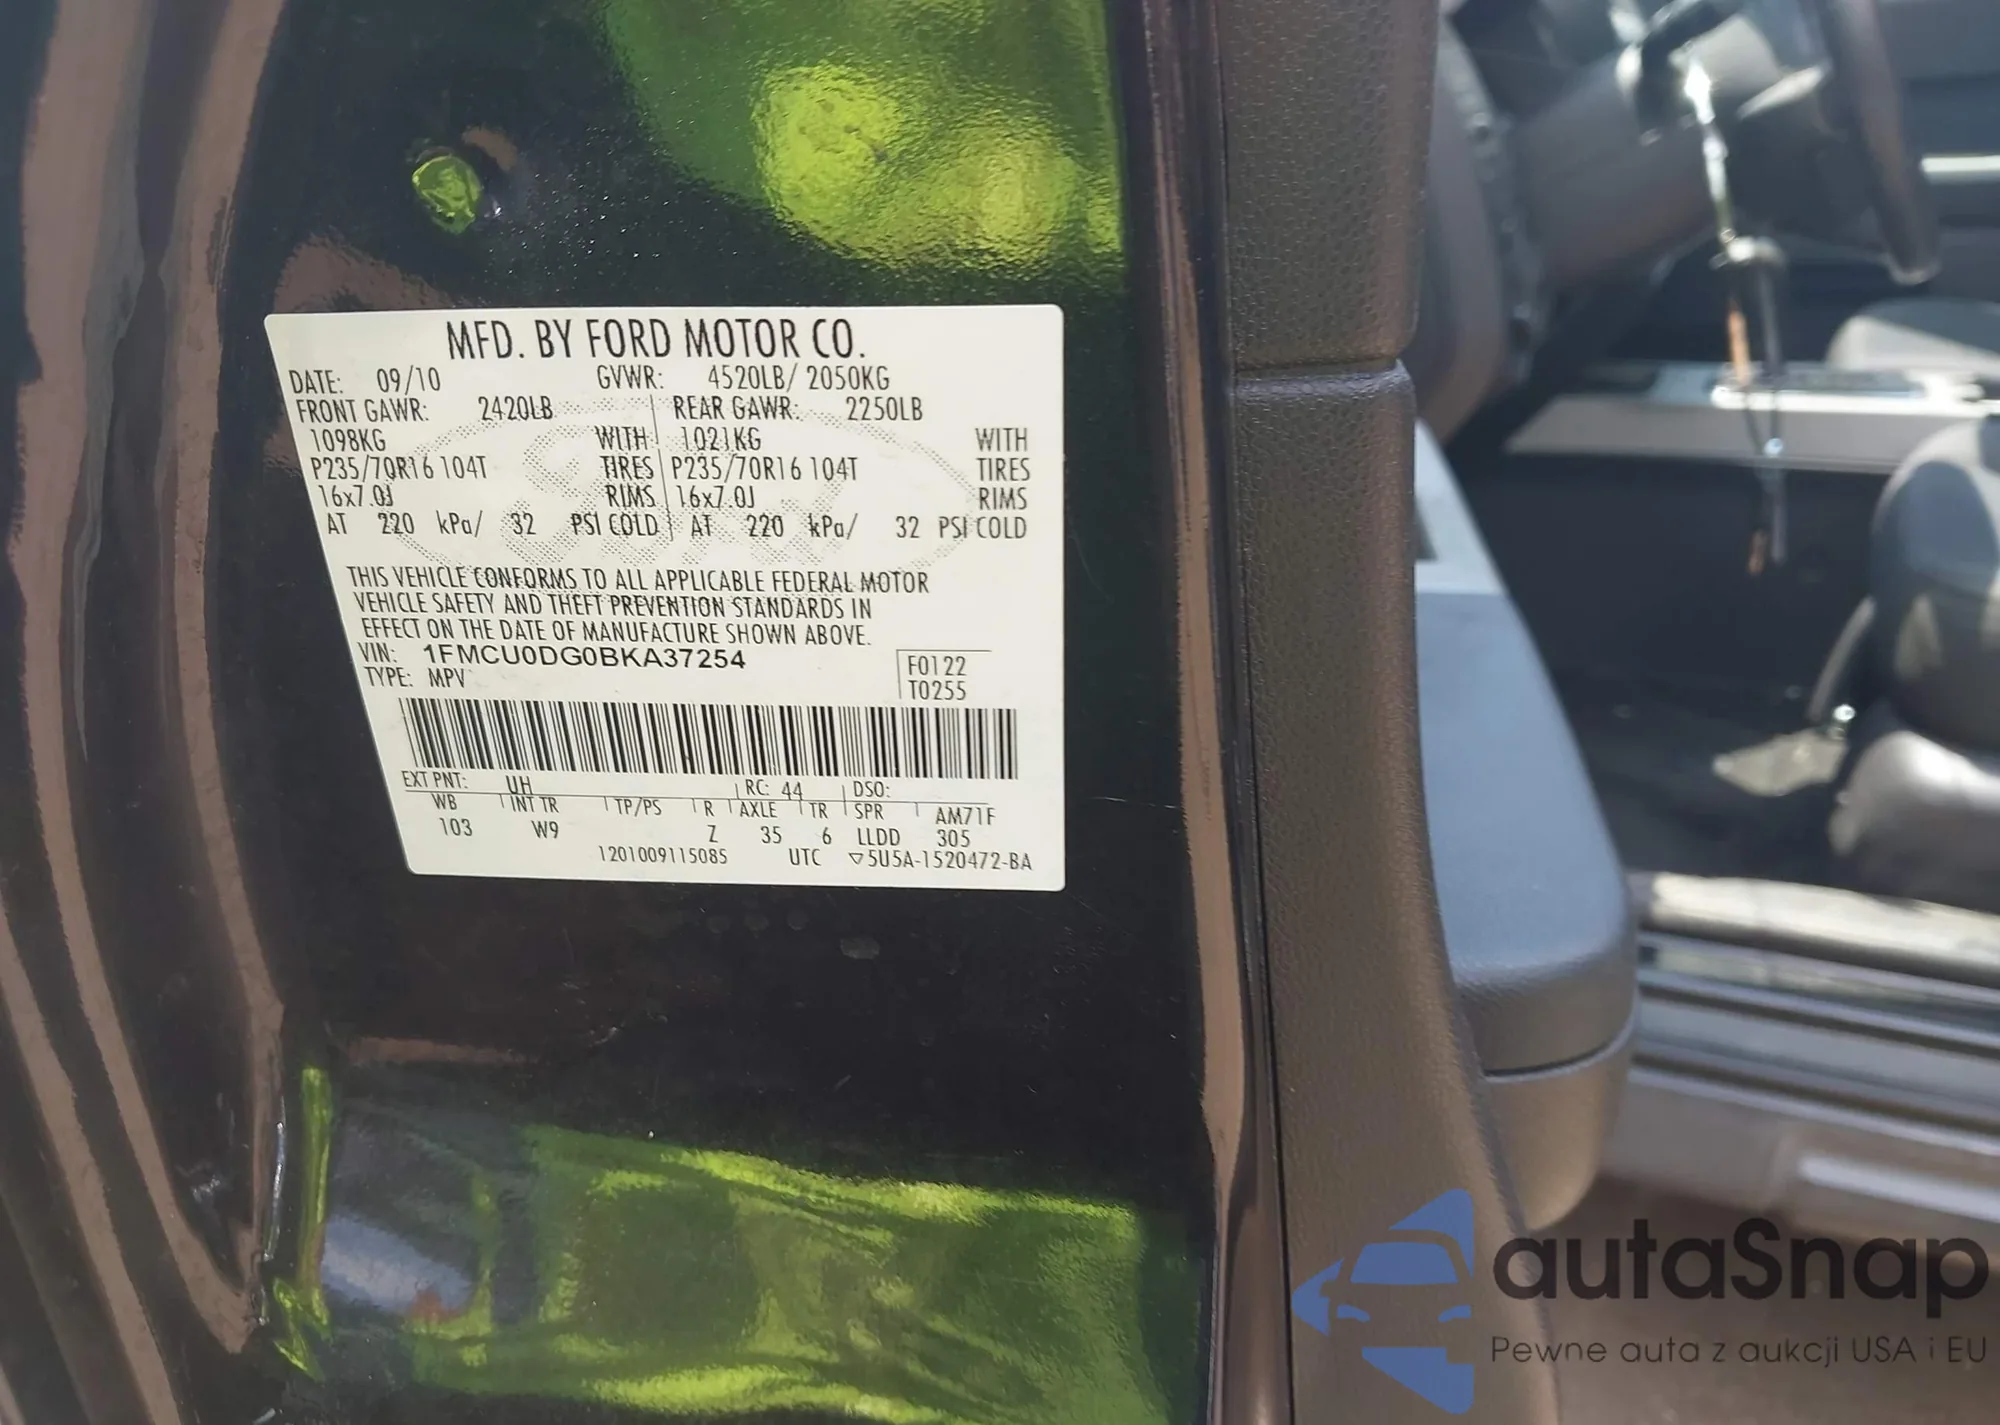 MFD. BY FORD MOTOR CO.
DATE: 09/10 GVWR: 4520LB/ 2050KG
FRONT GAWR: 2420LB REAR GAWR: 2250LB
1098KG WITH 1021KG WITH
P235/70R16 104T TIRES P235/70R16 104T TIRES
16x7.0J RIMS 16x7.0J RIMS
AT 220 kPa/ 32 PSI COLD AT 220 kPa/ 32 PSI COLD
THIS VEHICLE CONFORMS TO ALL APPLICABLE FEDERAL MOTOR
VEHICLE SAFETY AND THEFT PREVENTION STANDARDS IN
EFFECT ON THE DATE OF MANUFACTURE SHOWN ABOVE.
VIN: 1FMCU0DG0BKA37254
TYPE: MPV
F0122
T0255
EXT PNT: UH RC: 44 DSO:
WB INT TR TP/PS R AXLE TR SPR AM71F
103 W9 Z 35 6 LLDD 305
1201009115085 UTC ▽5U5A-1520472-BA
autaSnap
Pewne auta z aukcji USA i EU